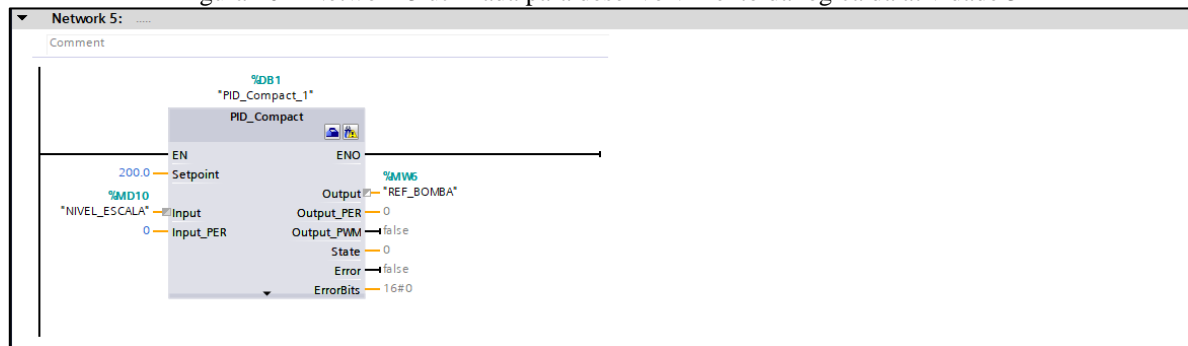 Network 5: .....
Comment
%DB1
"PID_Compact_1"
PID_Compact
EN ENO
200.0 Setpoint
%MW6
%MD10
Output "REF_BOMBA"
"NIVEL_ESCALA" Input Output_PER 0
0 Input_PER Output_PWM false
State 0
Error false
ErrorBits 16#0